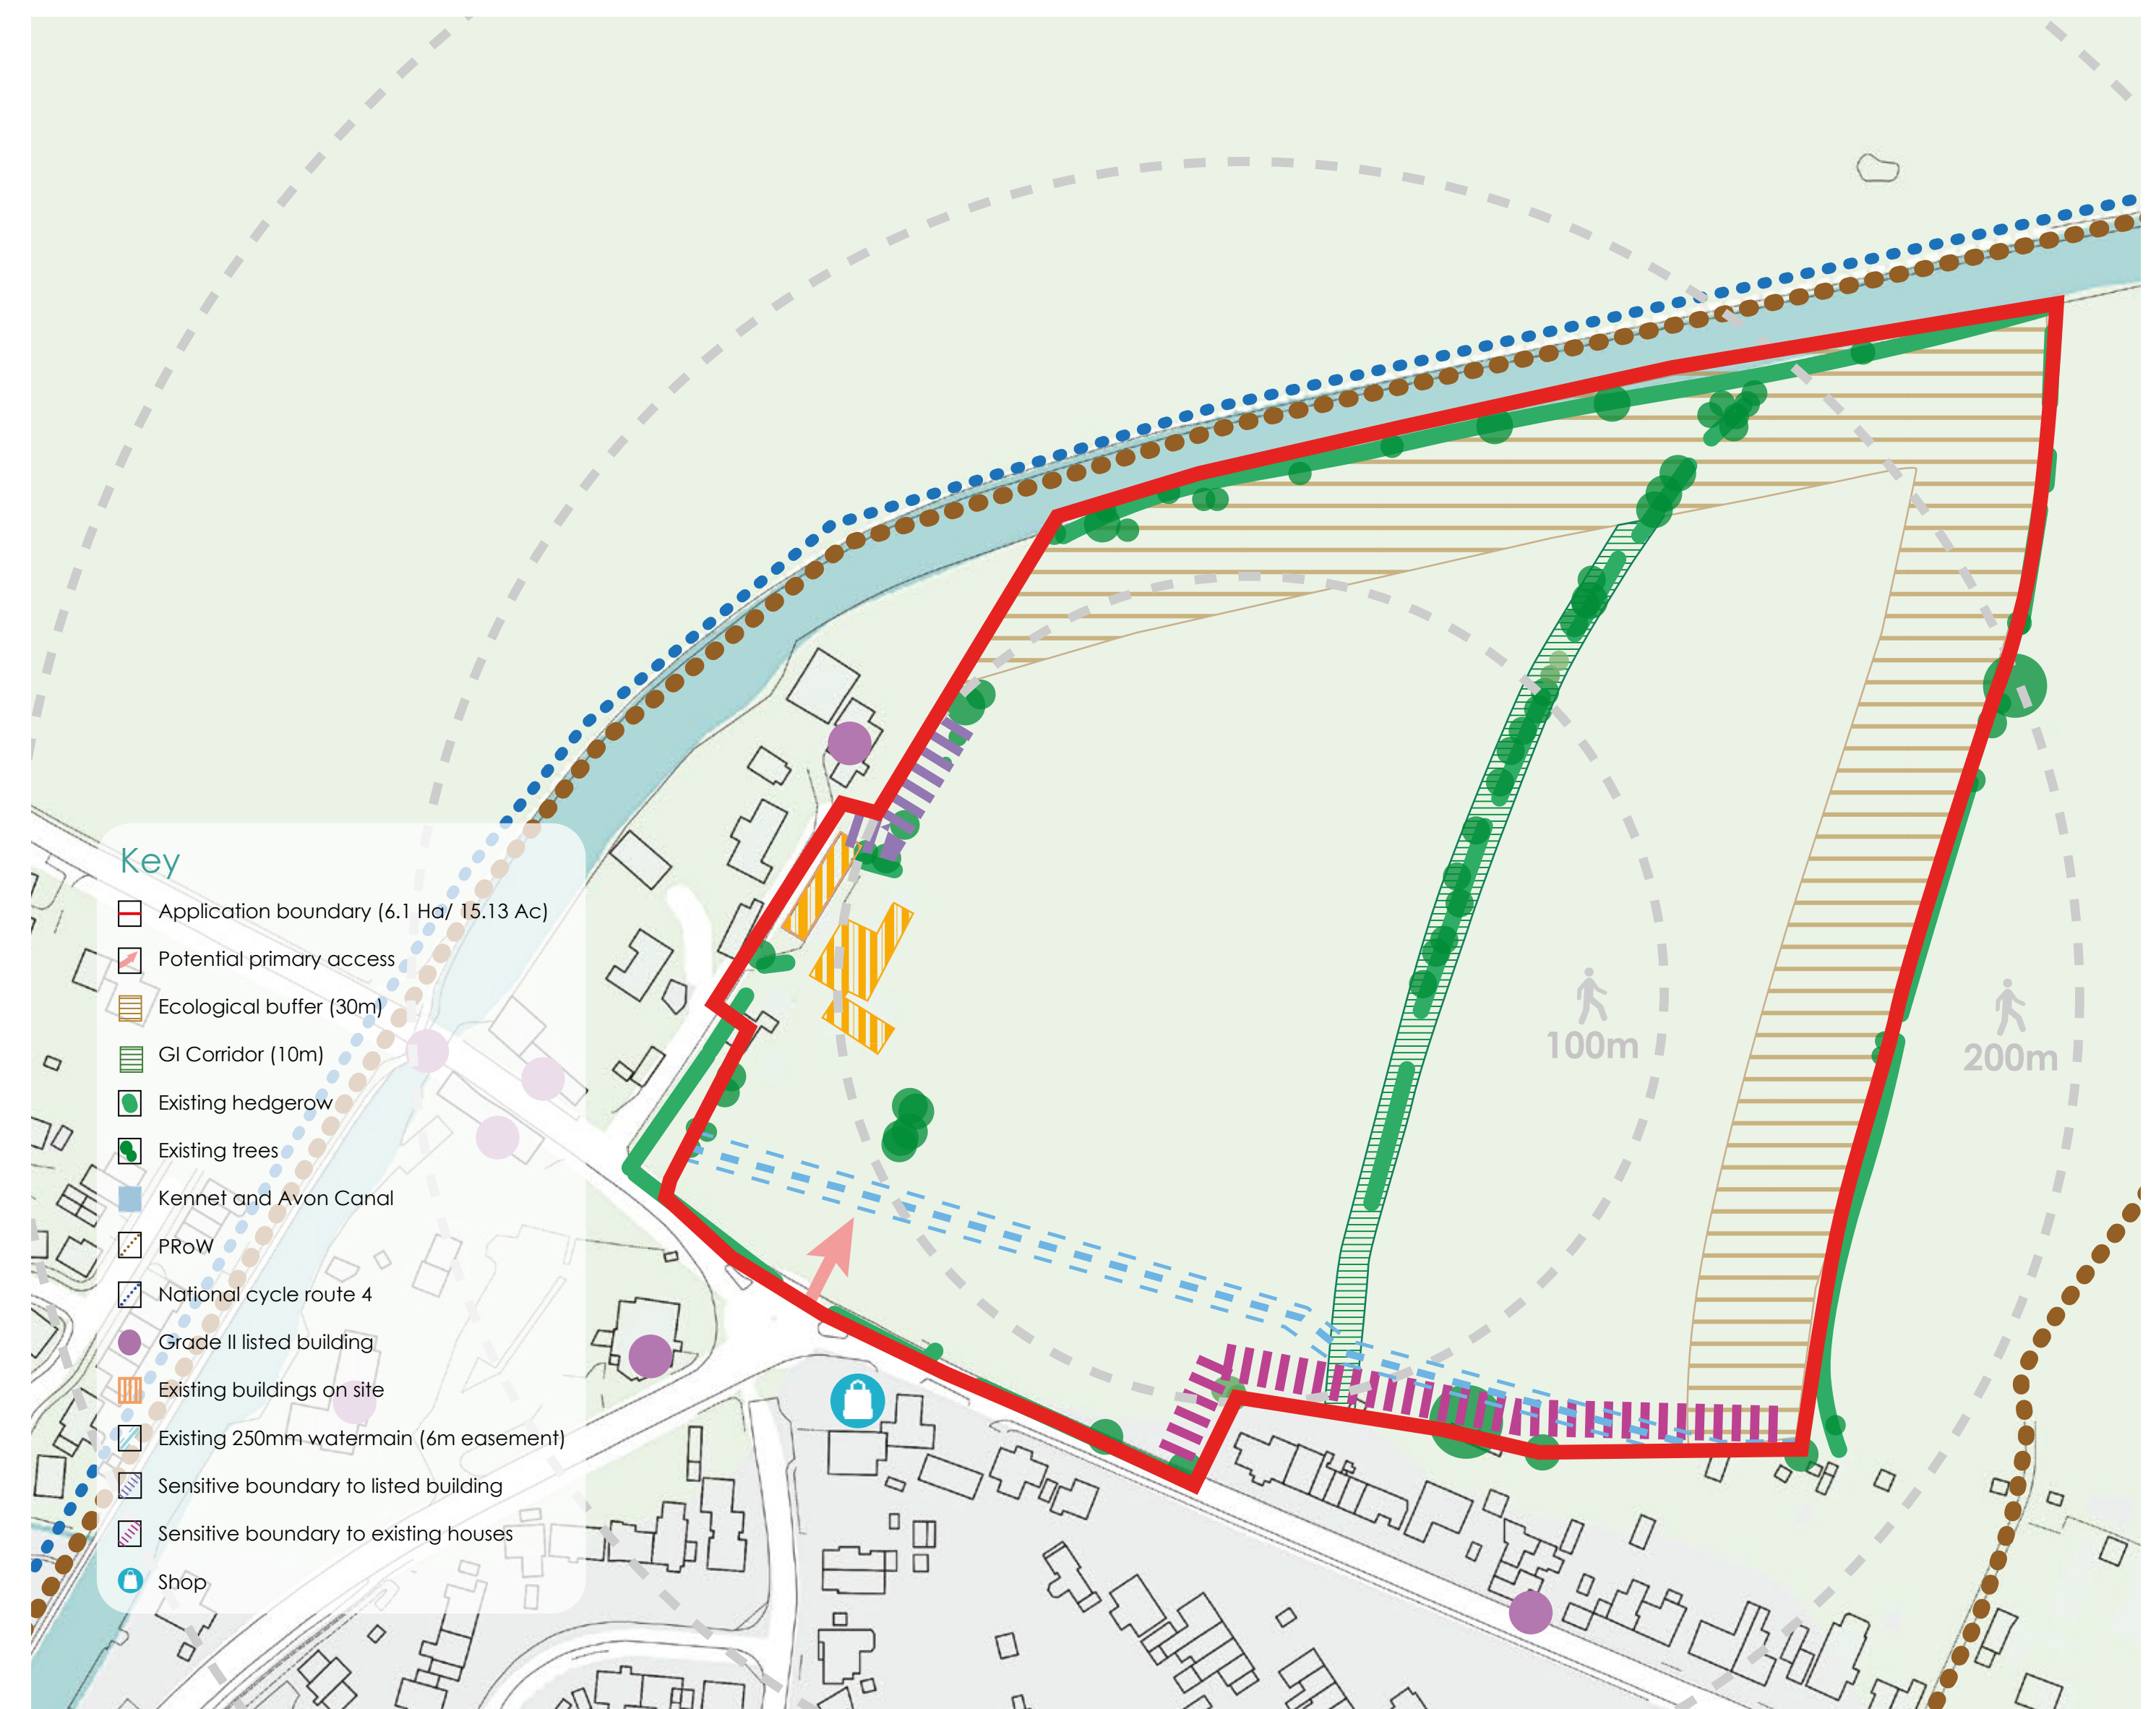 Key
Application boundary (6.1 Ha/ 15.13 Ac)
Potential primary access
Ecological buffer (30m)
GI Corridor (10m)
Existing hedgerow
Existing trees
Kennet and Avon Canal
PRoW
National cycle route 4
Grade II listed building
Existing buildings on site
Existing 250mm watermain (6m easement)
Sensitive boundary to listed building
Sensitive boundary to existing houses
Shop
100m
200m